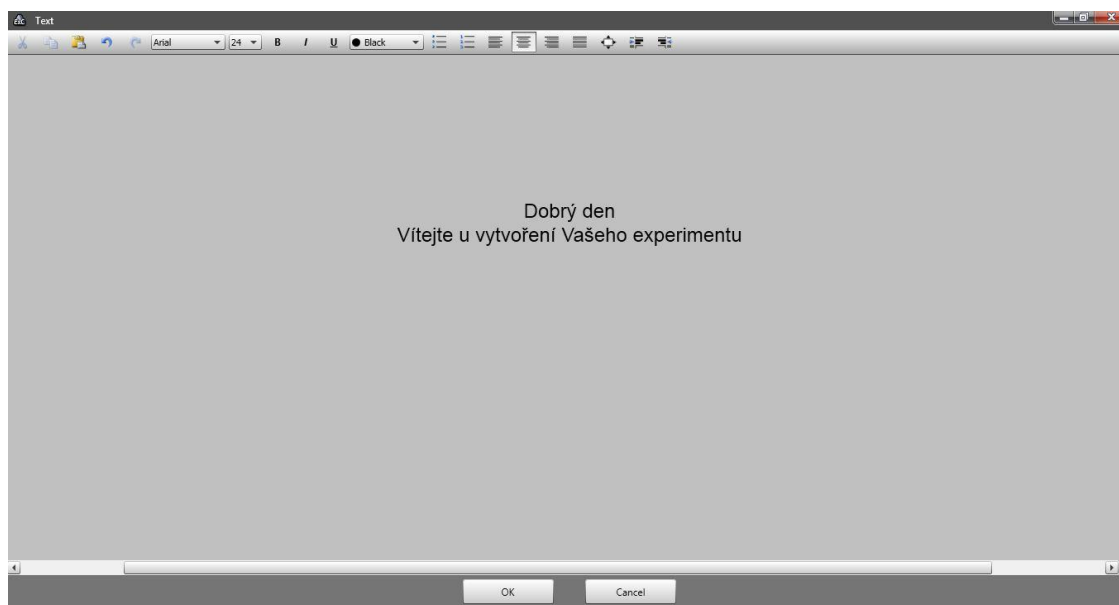 Text
Arial 24 B I U Black
Dobrý den
Vítejte u vytvoření Vašeho experimentu
OK Cancel